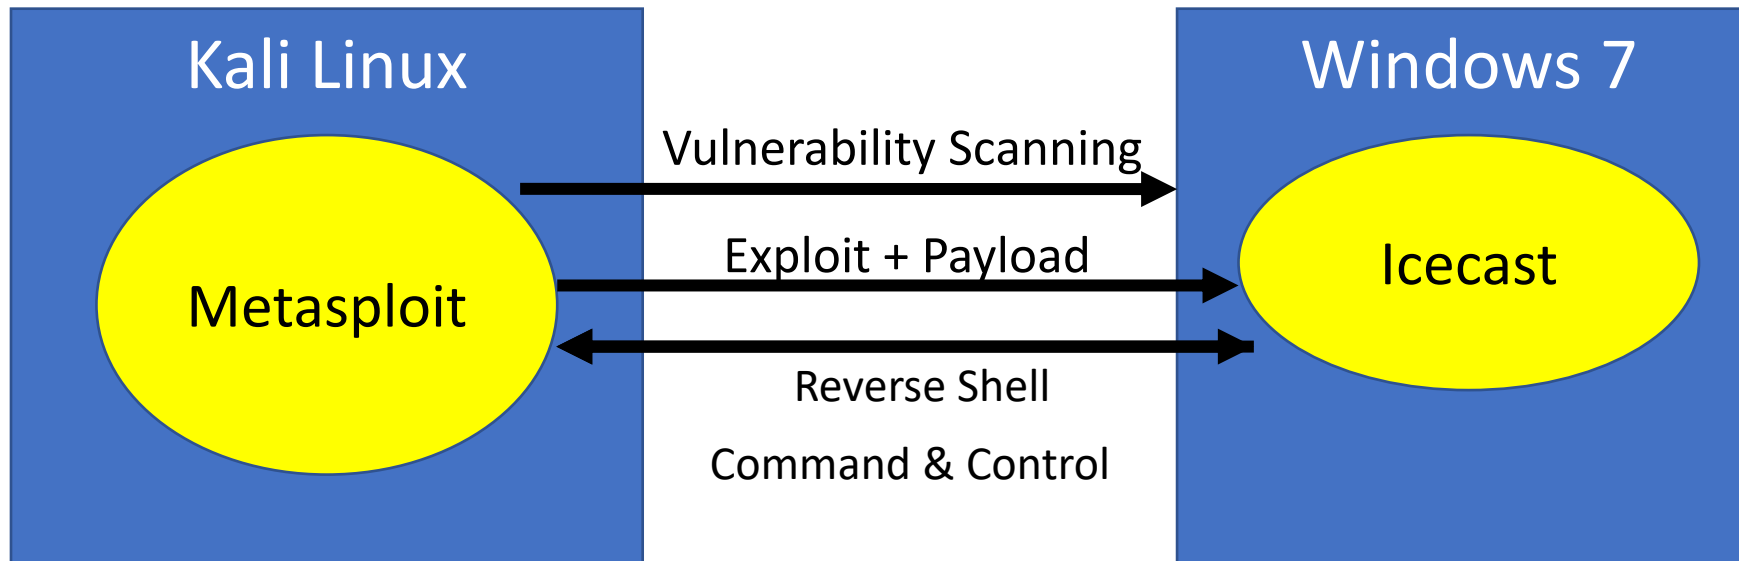 Kali Linux
Windows 7
Vulnerability Scanning
Exploit + Payload
Metasploit
Icecast
Reverse Shell
Command & Control